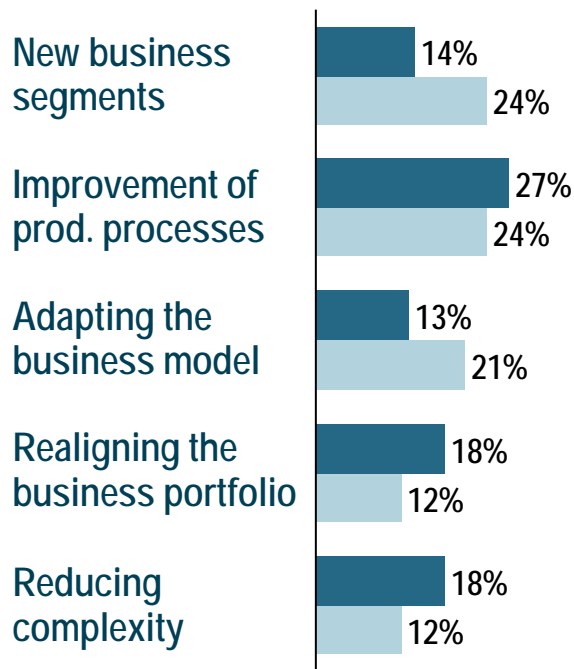 New business
segments
14%
24%
Improvement of
prod. processes
27%
24%
Adapting the
business model
13%
21%
Realigning the
business portfolio
18%
12%
Reducing
complexity
18%
12%